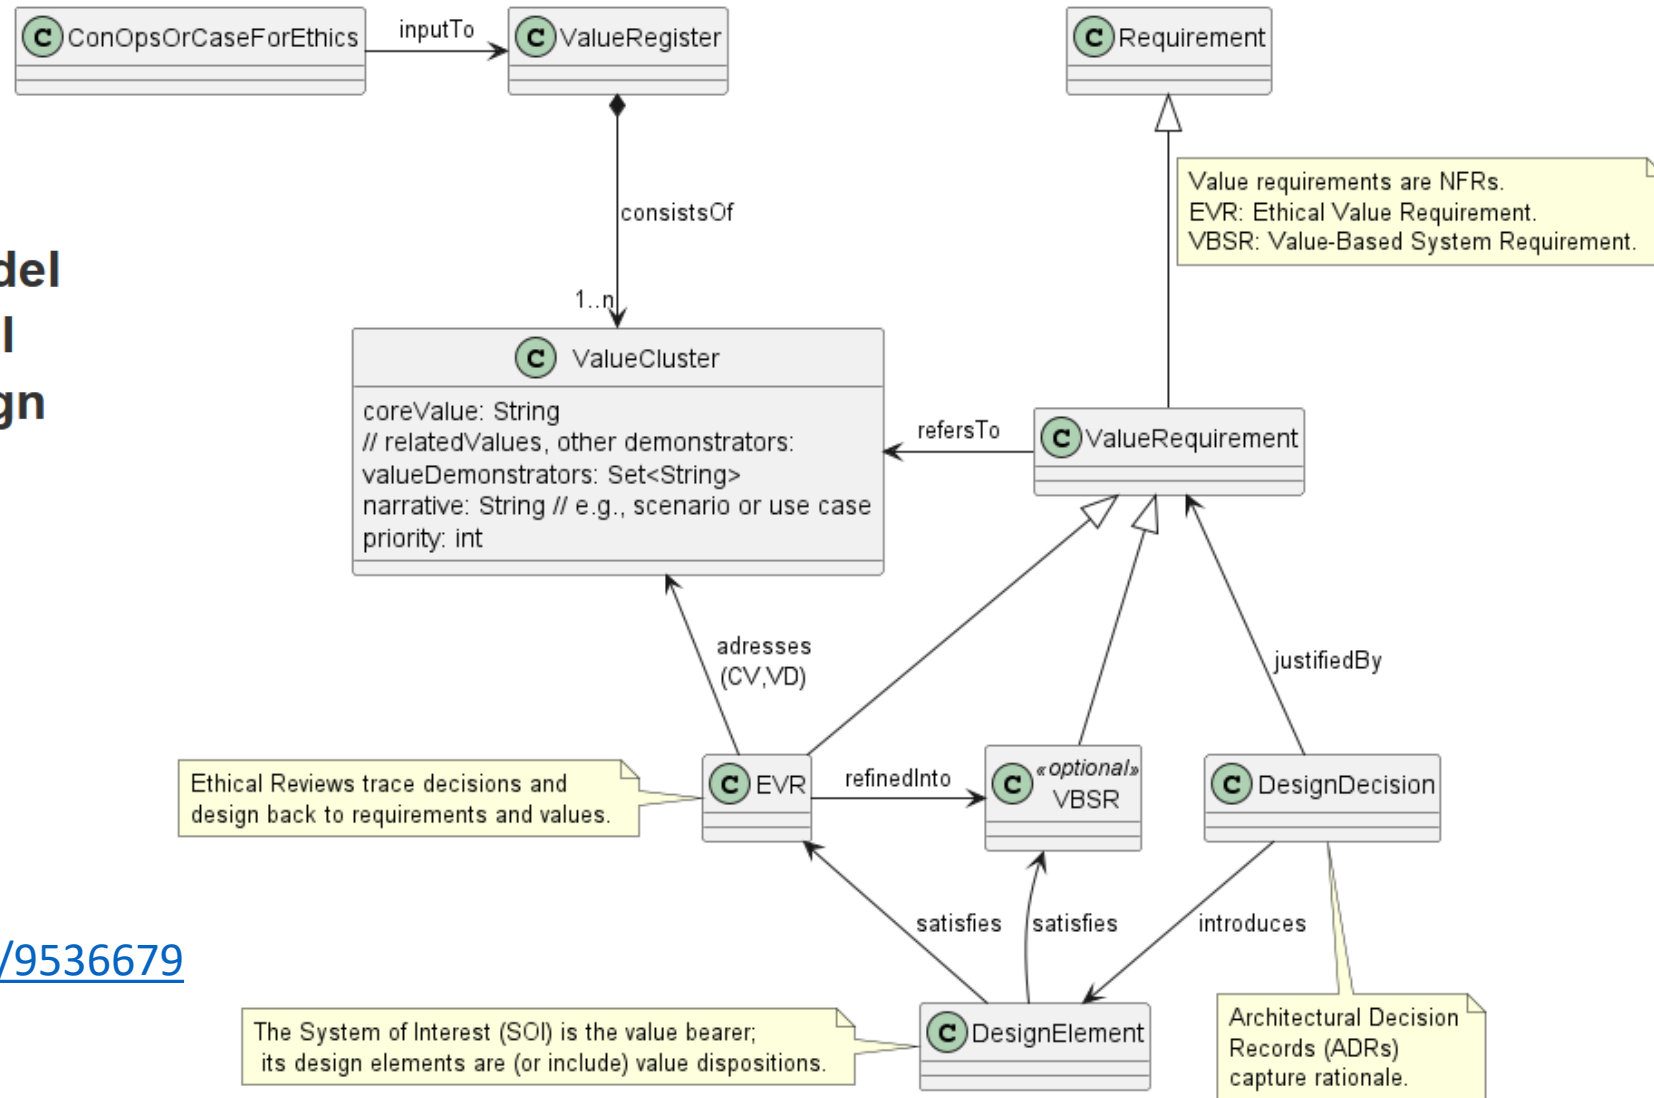 C ConOpsOrCaseForEthics
inputTo
C ValueRegister
C Requirement
Value requirements are NFRs.
EVR: Ethical Value Requirement.
VBSR: Value-Based System Requirement.
consistsOf
1..n
del
l
gn
C ValueCluster
coreValue: String
// relatedValues, other demonstrators:
valueDemonstrators: Set<String>
narrative: String // e.g., scenario or use case
priority: int
refersTo
C ValueRequirement
adresses
(CV,VD)
justifiedBy
Ethical Reviews trace decisions and
design back to requirements and values.
C EVR
refinedInto
C «optional»
VBSR
C DesignDecision
satisfies
satisfies
introduces
/9536679
The System of Interest (SOI) is the value bearer;
its design elements are (or include) value dispositions.
C DesignElement
Architectural Decision
Records (ADRs)
capture rationale.